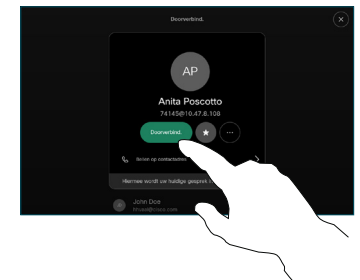 Doorverbind.
AP
Anita Poscotto
74145@10.47.8.108
Doorverbind.
Bellen op contactadres
Hiermee wordt uw huidige gesprek
John Doe